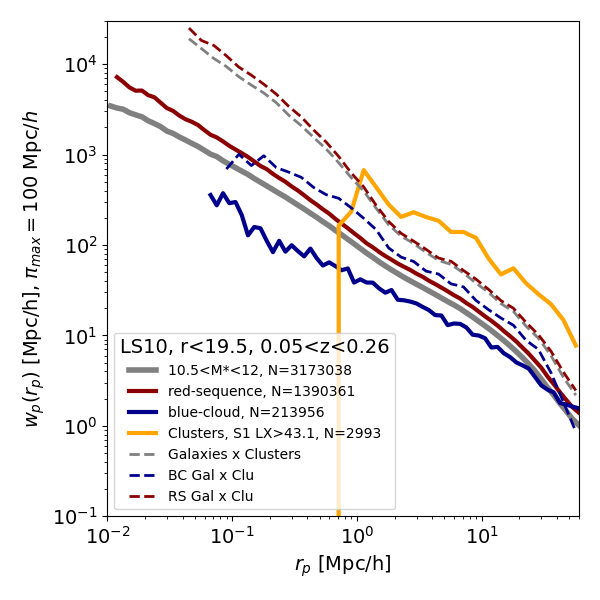 10⁴
10³
10²
10¹
10⁰
10⁻¹
w_p(r_p) [Mpc/h], π_max = 100 Mpc/h
LS10, r<19.5, 0.05<z<0.26
10.5<M*<12, N=3173038
red-sequence, N=1390361
blue-cloud, N=213956
Clusters, S1 LX>43.1, N=2993
Galaxies x Clusters
BC Gal x Clu
RS Gal x Clu
10⁻² 10⁻¹ 10⁰ 10¹
r_p [Mpc/h]